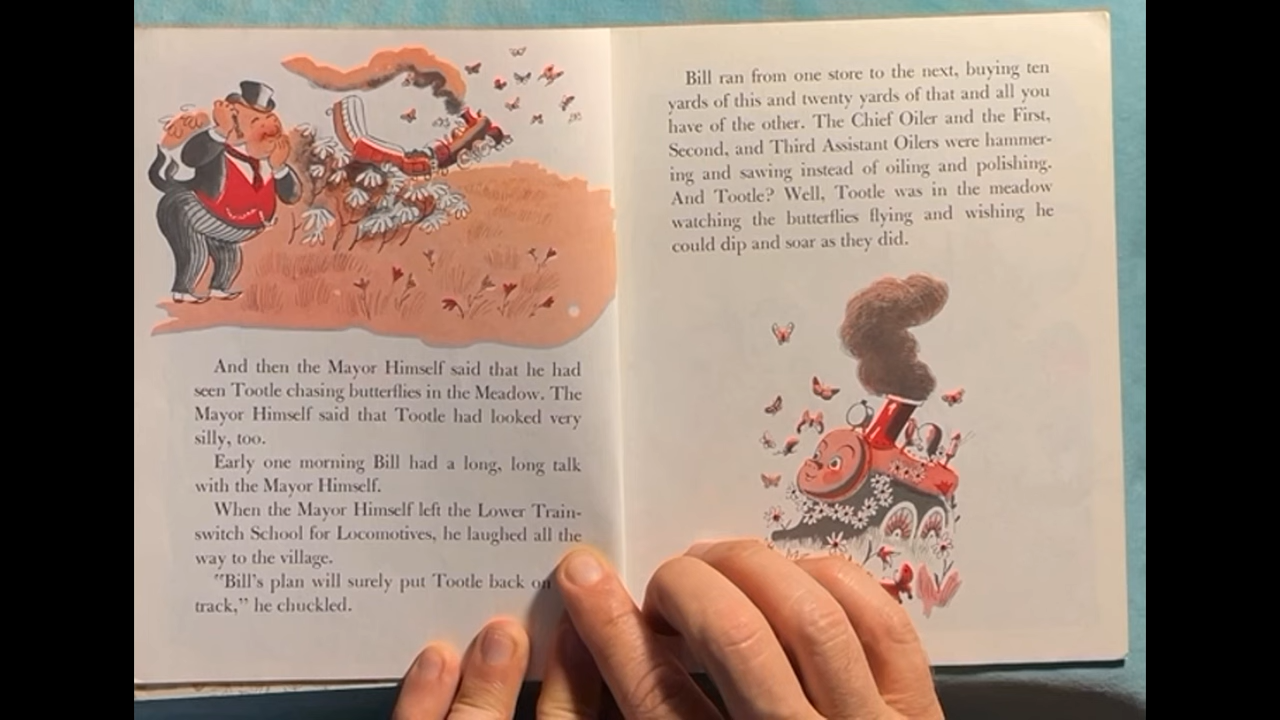 And then the Mayor Himself said that he had
seen Tootle chasing butterflies in the Meadow. The
Mayor Himself said that Tootle had looked very
silly, too.
Early one morning Bill had a long, long talk
with the Mayor Himself.
When the Mayor Himself left the Lower Train-
switch School for Locomotives, he laughed all the
way to the village.
"Bill's plan will surely put Tootle back on
track," he chuckled.
Bill ran from one store to the next, buying ten
yards of this and twenty yards of that and all you
have of the other. The Chief Oiler and the First,
Second, and Third Assistant Oilers were hammer-
ing and sawing instead of oiling and polishing.
And Tootle? Well, Tootle was in the meadow
watching the butterflies flying and wishing he
could dip and soar as they did.